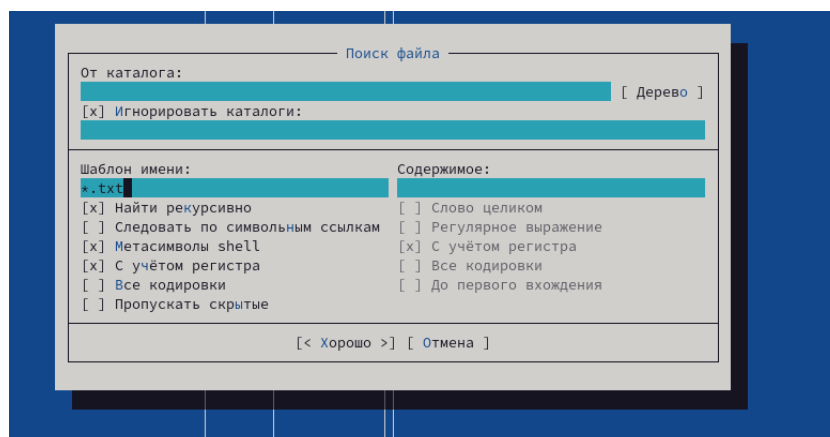 Поиск файла
От каталога:
[ Дерево ]
[x] Игнорировать каталоги:
Шаблон имени:
*.txt
[x] Найти рекурсивно
[ ] Следовать по символьным ссылкам
[x] Метасимволы shell
[x] С учётом регистра
[ ] Все кодировки
[ ] Пропускать скрытые
Содержимое:
[ ] Слово целиком
[ ] Регулярное выражение
[x] С учётом регистра
[ ] Все кодировки
[ ] До первого вхождения
[< Хорошо >] [ Отмена ]